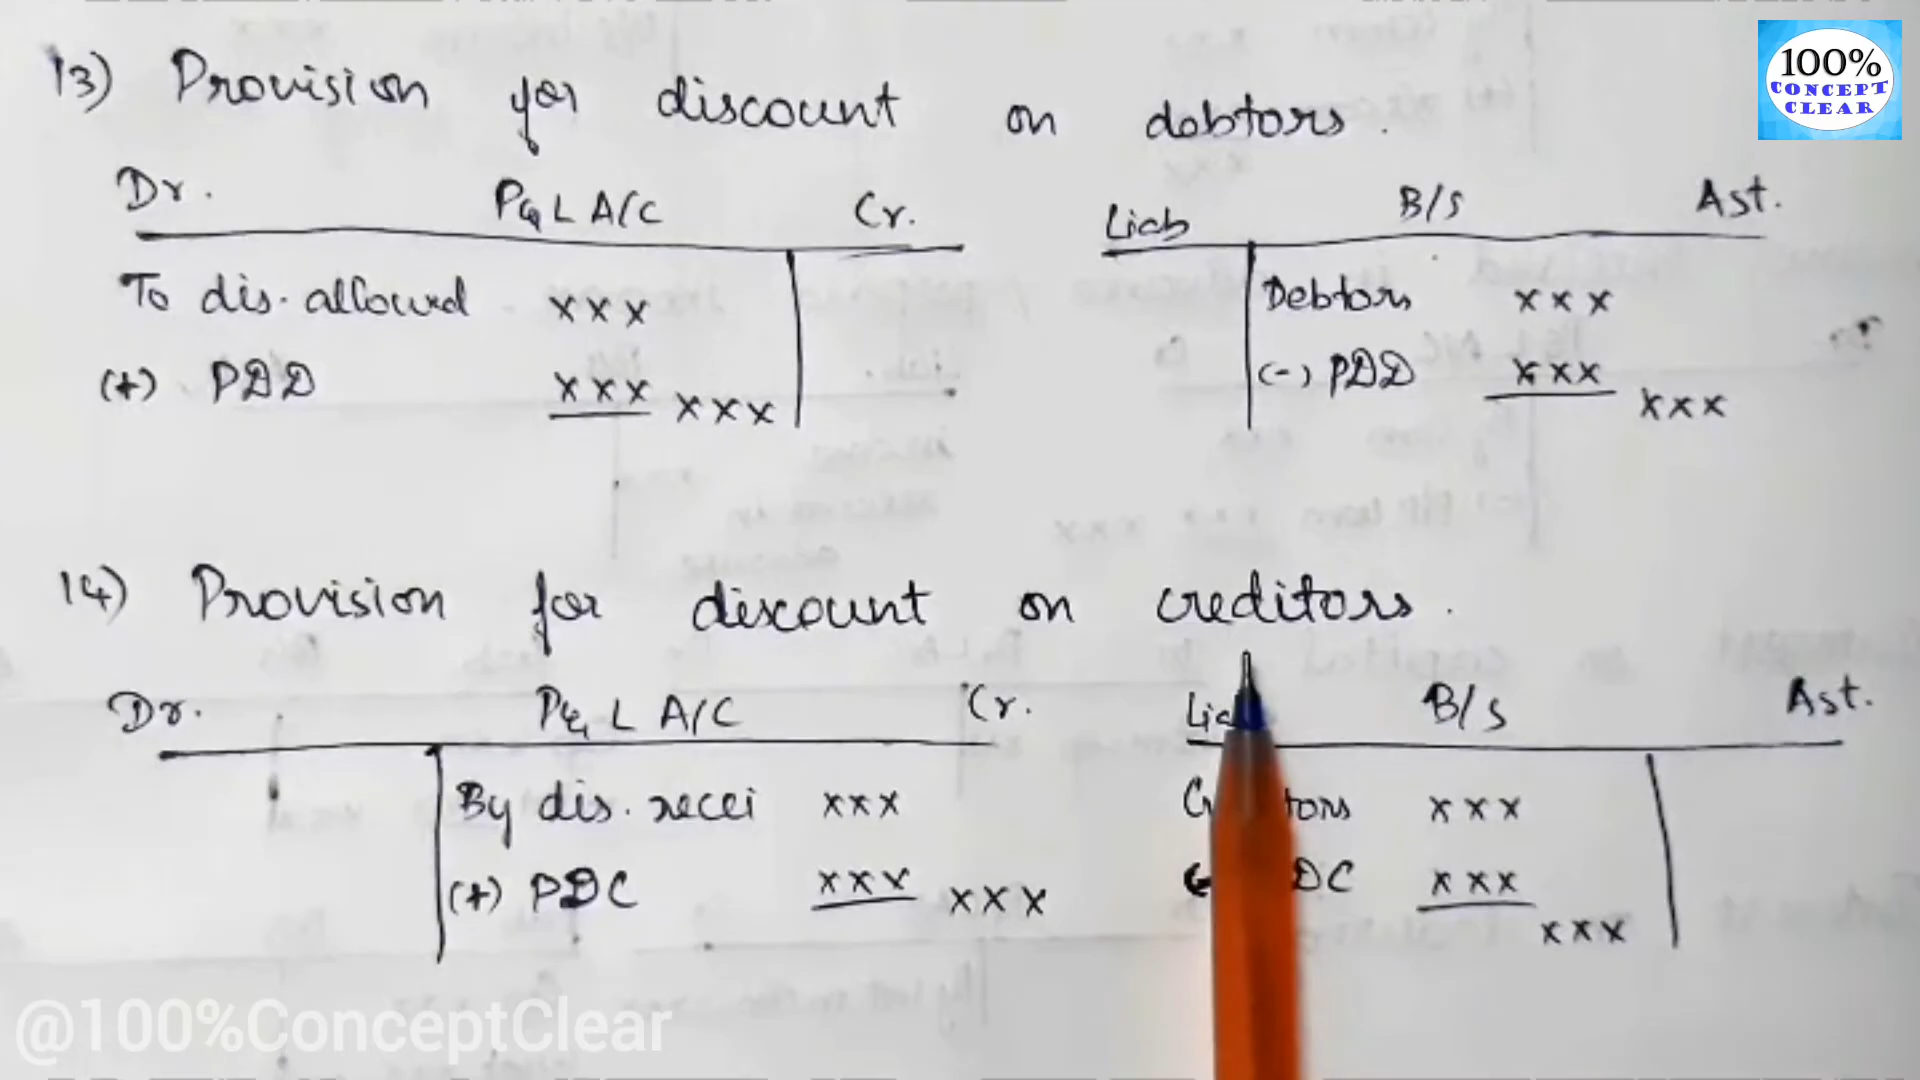 100%
CONCEPT
CLEAR
13) Provision for discount on debtors.
Dr. P&L A/C Cr.
To dis. allowed xxx
(+) PDD xxx xxx
Liab B/S Ast.
Debtors xxx
(-) PDD xxx
xxx
14) Provision for discount on creditors.
Dr. P&L A/C Cr.
By dis. recei xxx
(+) PDC xxx xxx
B/S Ast.
xxx
xxx
xxx
@100%ConceptClear